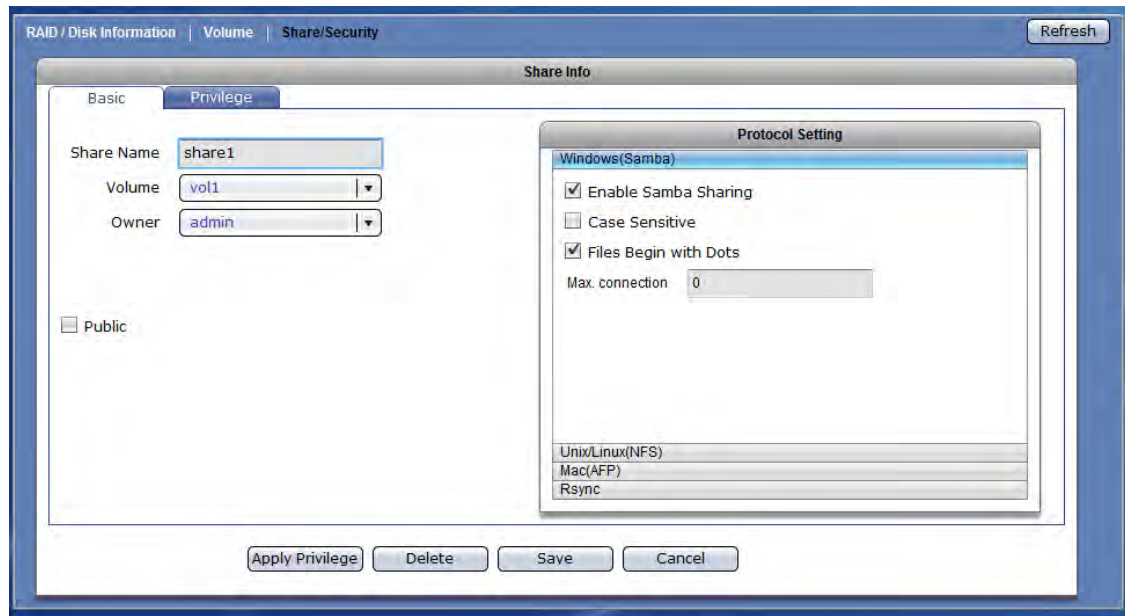 RAID / Disk Information | Volume | Share/Security
Refresh
Share Info
Basic
Privilege
Share Name share1
Volume vol1
Owner admin
Public
Protocol Setting
Windows(Samba)
Enable Samba Sharing
Case Sensitive
Files Begin with Dots
Max. connection 0
Unix/Linux(NFS)
Mac(AFP)
Rsync
Apply Privilege Delete Save Cancel